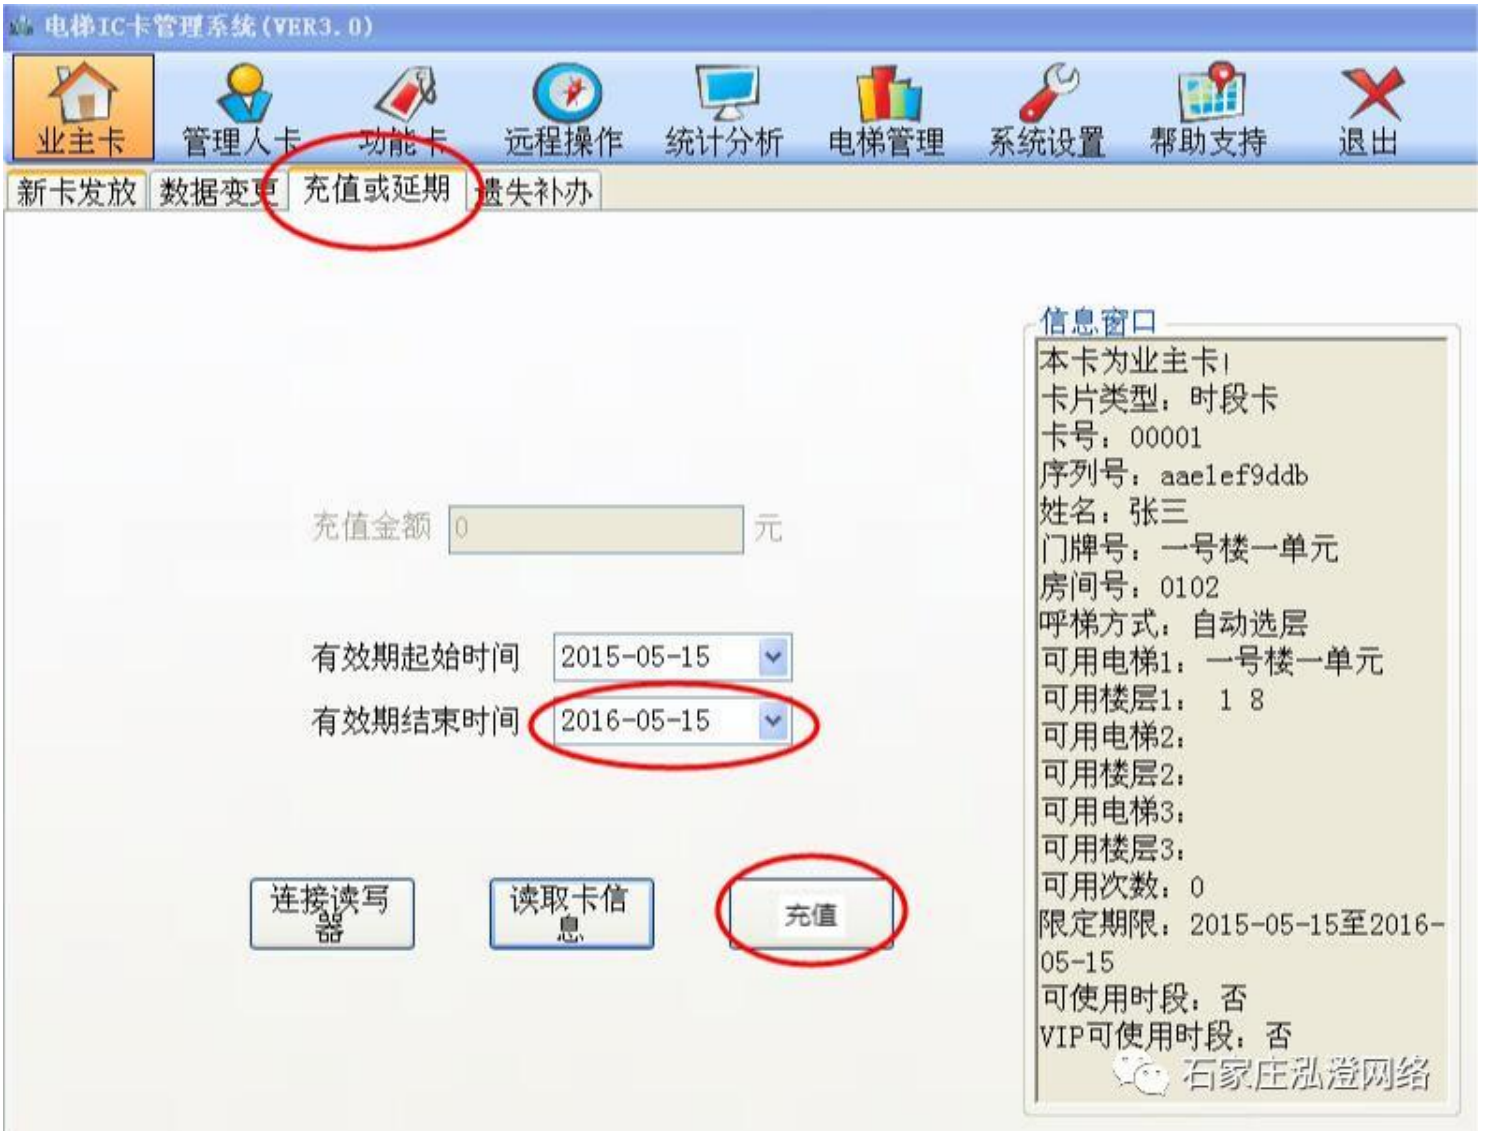 电梯IC卡管理系统(VER3.0)
业主卡 管理人卡 功能卡 远程操作 统计分析 电梯管理 系统设置 帮助支持 退出
新卡发放 数据变更 充值或延期 遗失补办
充值金额 0 元
有效期起始时间 2015-05-15
有效期结束时间 2016-05-15
连接读写
器
读取卡信
息
充值
信息窗口
本卡为业主卡!
卡片类型: 时段卡
卡号: 00001
序列号: aae1ef9ddb
姓名: 张三
门牌号: 一号楼一单元
房间号: 0102
呼梯方式: 自动选层
可用电梯1: 一号楼一单元
可用楼层1: 1 8
可用电梯2:
可用楼层2:
可用电梯3:
可用楼层3:
可用次数: 0
限定期限: 2015-05-15至2016-
05-15
可使用时段: 否
VIP可使用时段: 否
石家庄泓澄网络